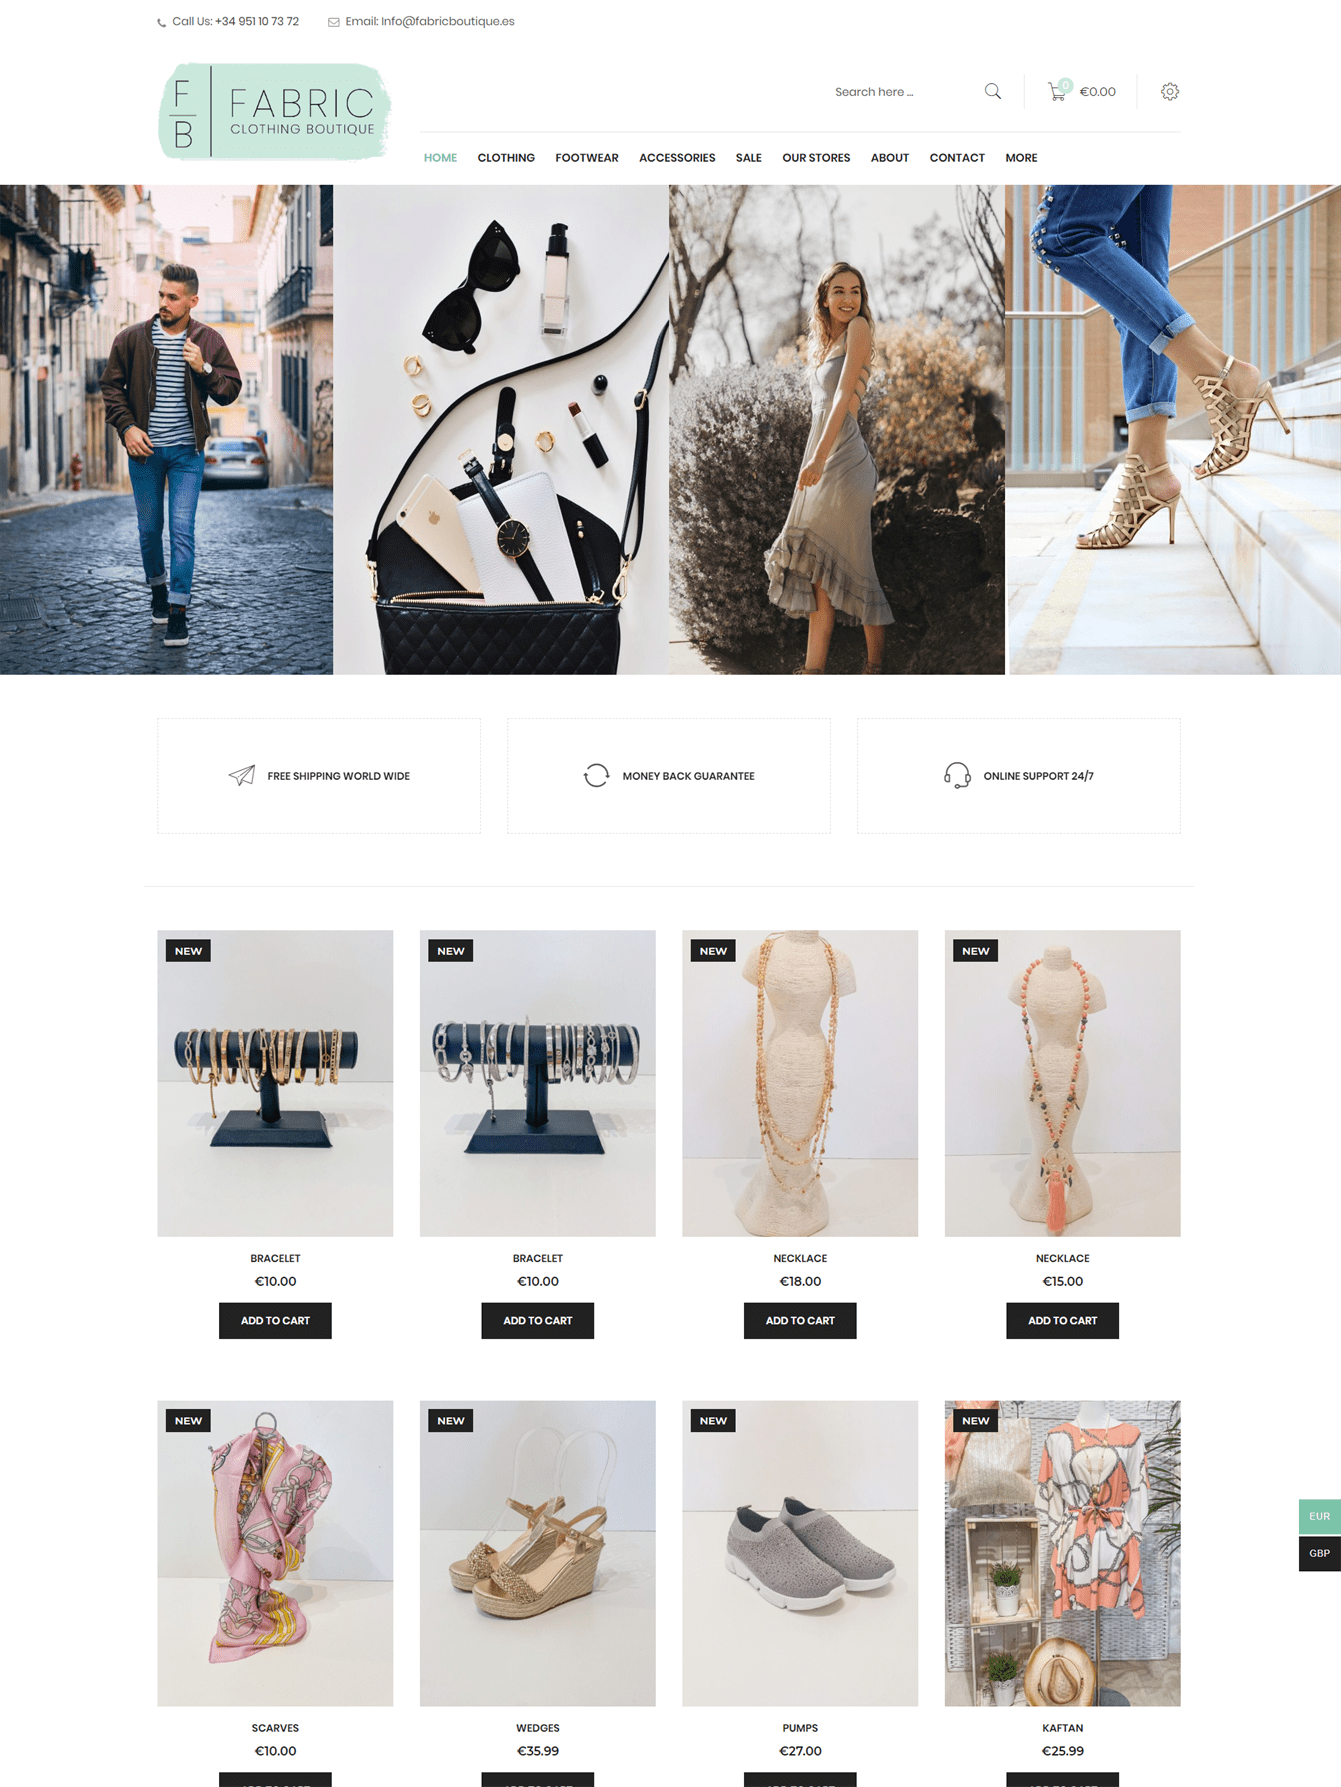 Call Us: +34 951 10 73 72 Email: Info@fabricboutique.es
F
B
FABRIC
CLOTHING BOUTIQUE
Search here ... 0 €0.00
HOME CLOTHING FOOTWEAR ACCESSORIES SALE OUR STORES ABOUT CONTACT MORE
FREE SHIPPING WORLD WIDE MONEY BACK GUARANTEE ONLINE SUPPORT 24/7
NEW NEW NEW NEW
BRACELET BRACELET NECKLACE NECKLACE
€10.00 €10.00 €18.00 €15.00
ADD TO CART ADD TO CART ADD TO CART ADD TO CART
NEW NEW NEW NEW
EUR
GBP
SCARVES WEDGES PUMPS KAFTAN
€10.00 €35.99 €27.00 €25.99